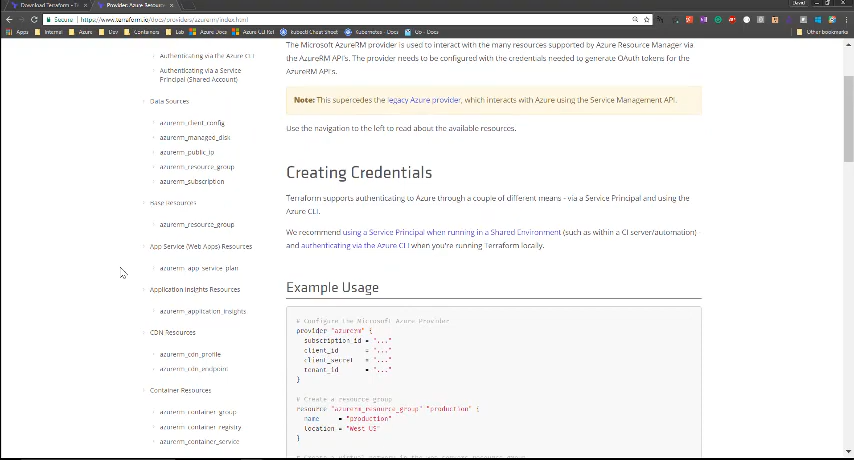 Download Terraform - T
Provider: Azure Resour
David
Secure
https://www.terraform.io/docs/providers/azurerm/index.html
Apps
Internal
Azure
Dev
Containers
Lab
Azure Docs
Azure CLI Ref
kubectl Cheat Sheet
Kubernetes - Docs
Go - Docs
Other bookmarks
Authenticating via the Azure CLI
Authenticating via a Service
Principal (Shared Account)
Data Sources
azurerm_client_config
azurerm_managed_disk
azurerm_public_ip
azurerm_resource_group
azurerm_subscription
Base Resources
azurerm_resource_group
App Service (Web Apps) Resources
azurerm_app_service_plan
Application Insights Resources
azurerm_application_insights
CDN Resources
azurerm_cdn_profile
azurerm_cdn_endpoint
Container Resources
azurerm_container_group
azurerm_container_registry
azurerm_container_service
The Microsoft AzureRM provider is used to interact with the many resources supported by Azure Resource Manager via
the AzureRM API's. The provider needs to be configured with the credentials needed to generate OAuth tokens for the
AzureRM API's.
Note: This supercedes the legacy Azure provider, which interacts with Azure using the Service Management API.
Use the navigation to the left to read about the available resources.
Creating Credentials
Terraform supports authenticating to Azure through a couple of different means - via a Service Principal and using the
Azure CLI.
We recommend using a Service Principal when running in a Shared Environment (such as within a CI server/automation) -
and authenticating via the Azure CLI when you're running Terraform locally.
Example Usage
# Configure the Microsoft Azure Provider
provider "azurerm" {
subscription_id = "..."
client_id = "..."
client_secret = "..."
tenant_id = "..."
}
# Create a resource group
resource "azurerm_resource_group" "production" {
name = "production"
location = "West US"
}
# Create a virtual network in the web_servers resource group